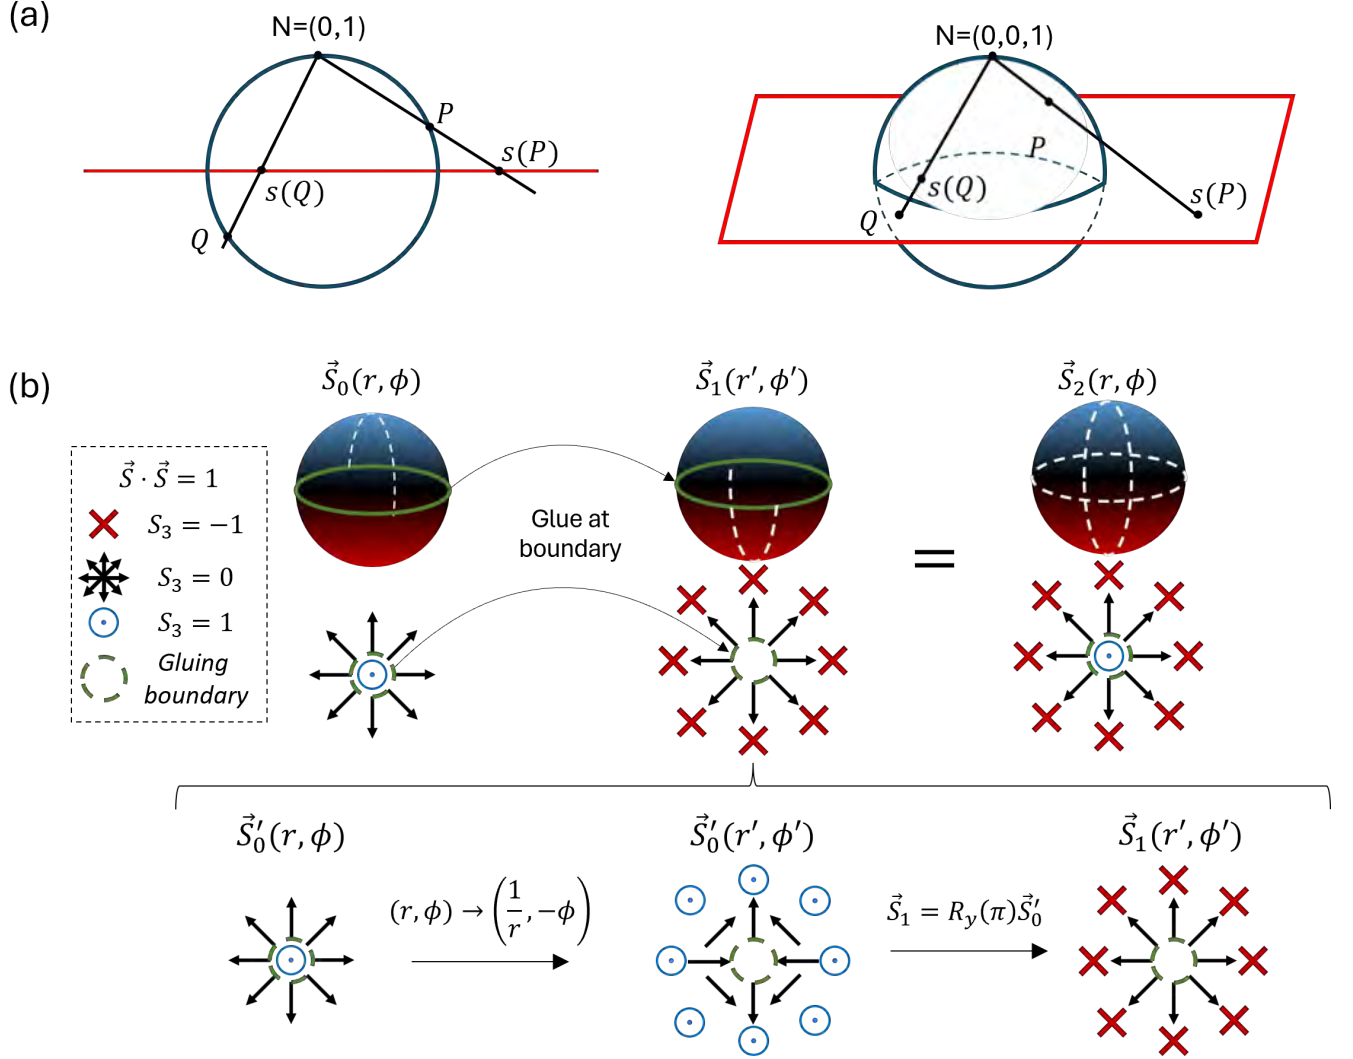 (a)
N=(0,1)
P
s(P)
s(Q)
Q
N=(0,0,1)
P
s(Q)
s(P)
Q
(b)
S⃗₀(r, ϕ)
S⃗₁(r′, ϕ′)
S⃗₂(r, ϕ)
S⃗ · S⃗ = 1
S₃ = −1
S₃ = 0
S₃ = 1
Gluing
boundary
Glue at
boundary
=
S⃗′₀(r, ϕ)
S⃗′₀(r′, ϕ′)
S⃗₁(r′, ϕ′)
(r, ϕ) → (1/r, −ϕ)
S⃗₁ = R_y(π)S⃗′₀